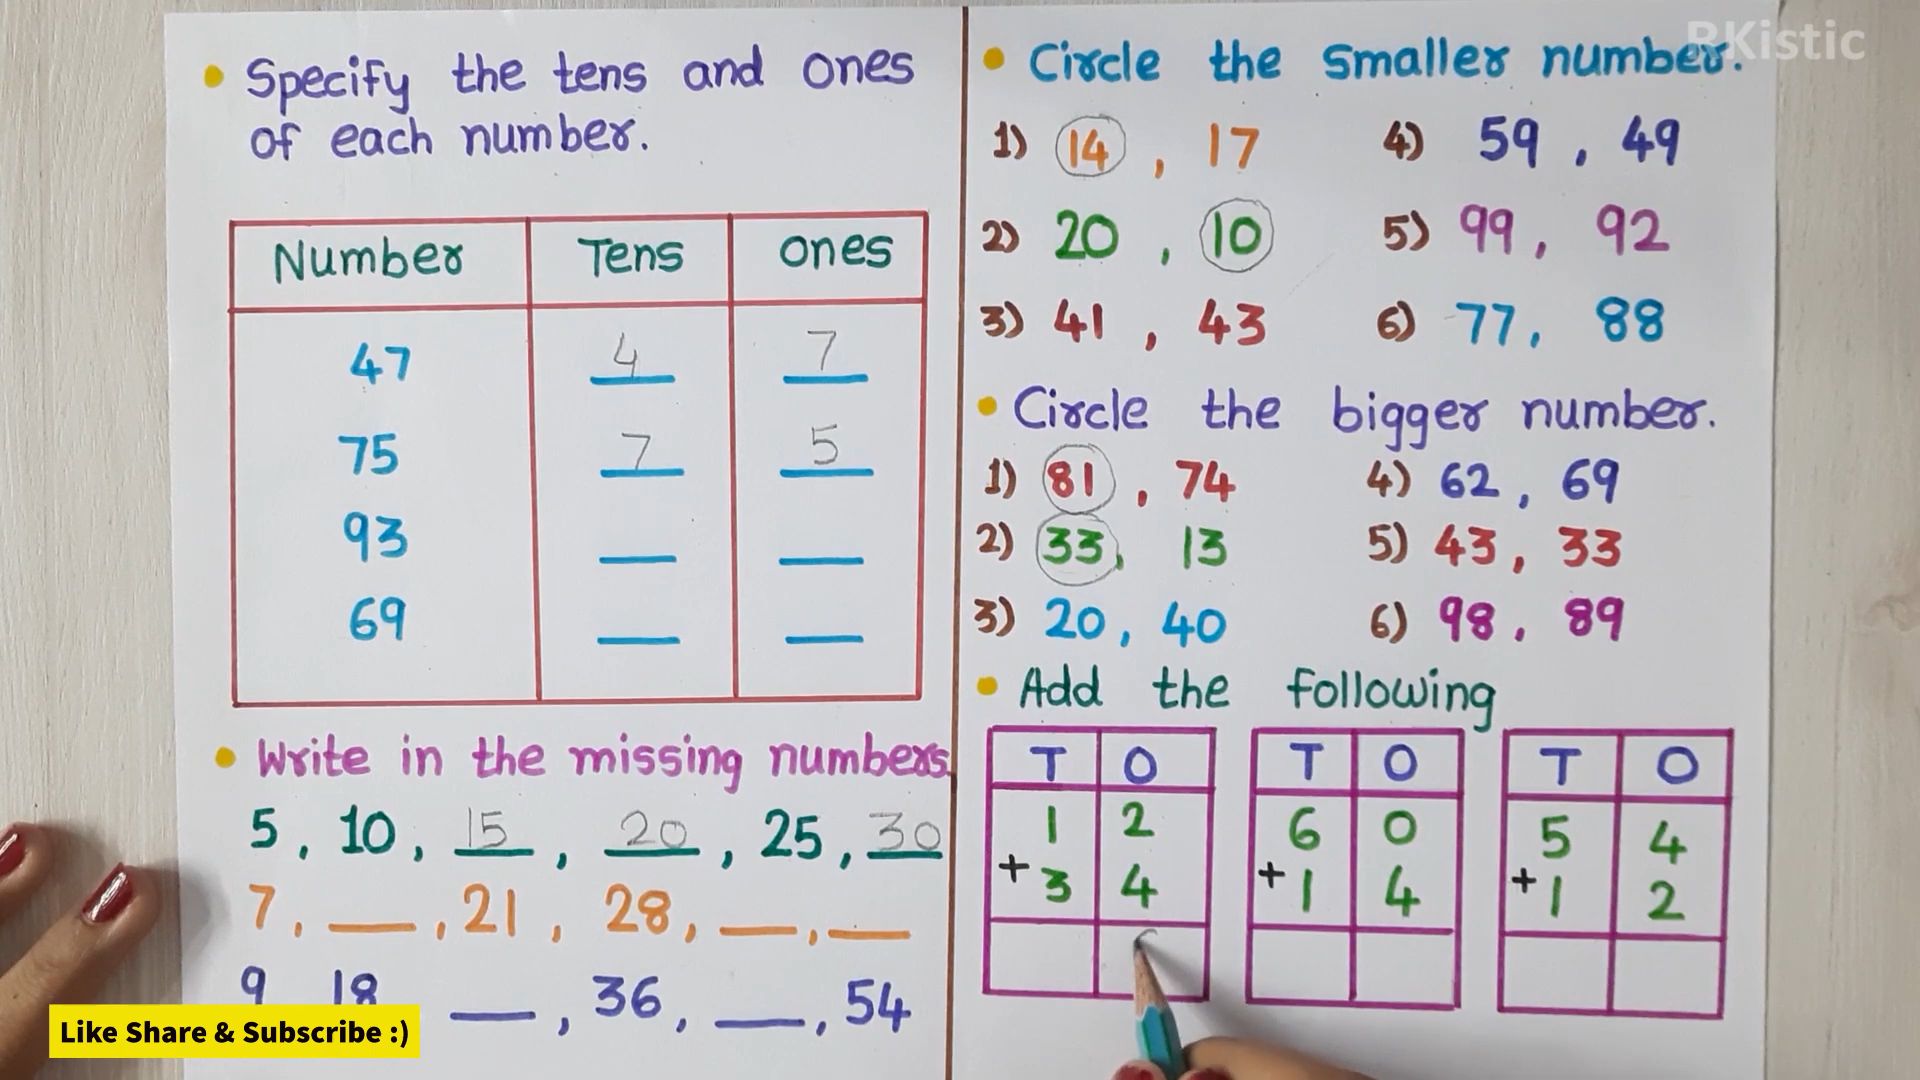 Specify the tens and ones
of each number.
Number Tens ones
47 4 7
75 7 5
93
69
Write in the missing numbers.
5, 10, 15, 20, 25, 30
7, __, 21, 28, __, __
9 18 __, 36, __, 54
Like Share & Subscribe :)
RKistic
Circle the smaller number.
1) 14, 17 4) 59, 49
2) 20, 10 5) 99, 92
3) 41, 43 6) 77, 88
Circle the bigger number.
1) 81, 74 4) 62, 69
2) 33, 13 5) 43, 33
3) 20, 40 6) 98, 89
Add the following
T O T O T O
1 2 6 0 5 4
+ 3 4 + 1 4 + 1 2